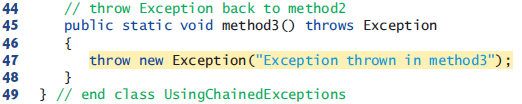 44 // throw Exception back to method2
45 public static void method3() throws Exception
46 {
47 throw new Exception("Exception thrown in method3");
48 }
49 } // end class UsingChainedExceptions